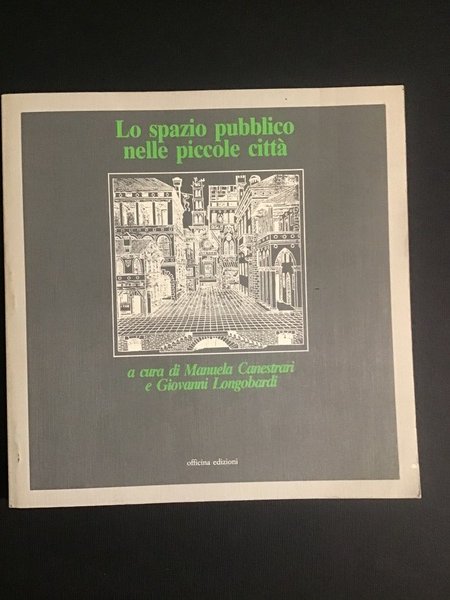 Lo spazio pubblico
nelle piccole città
a cura di Manuela Canestrari
e Giovanni Longobardi
officina edizioni